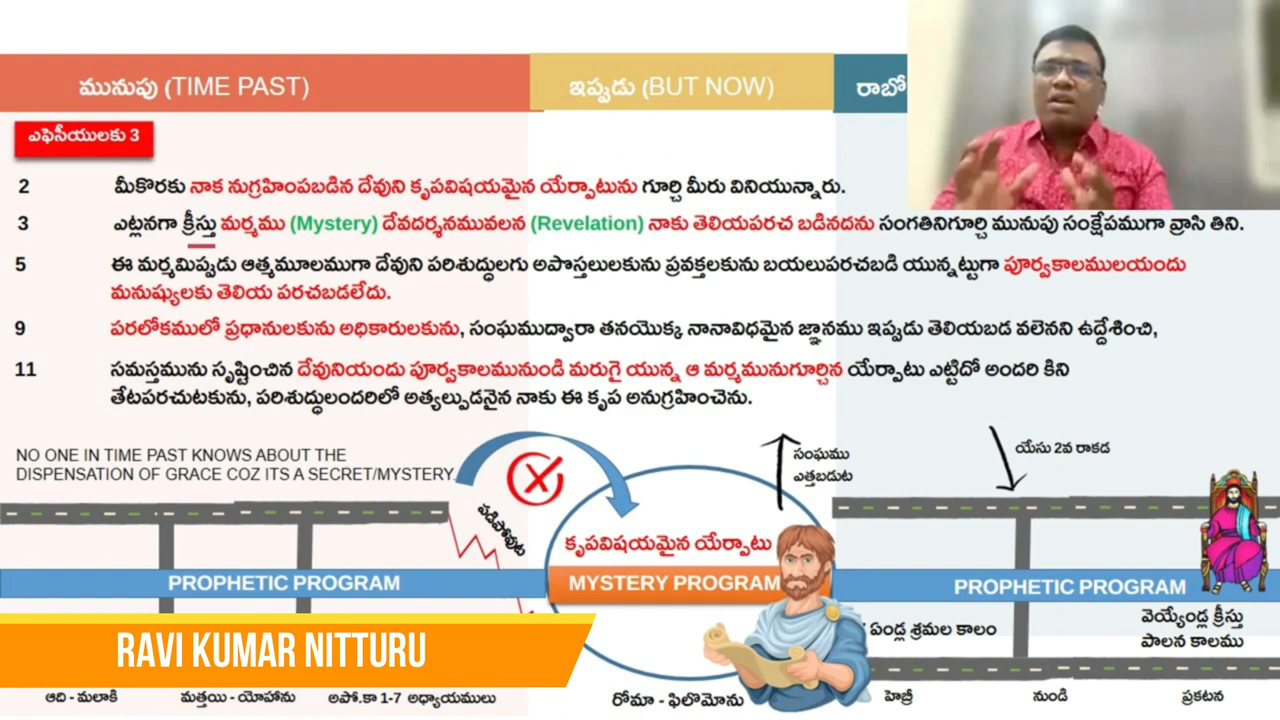 మునుపు (TIME PAST)
ఇప్పుడు (BUT NOW)
ఎఫెసీయులకు 3
2 మీకొరకు నాక నుగ్రహింపబడిన దేవుని కృపవిషయమైన యేర్పాటును గూర్చి మీరు వినియున్నారు.
3 ఎట్లనగా క్రీస్తు మర్మము (Mystery) దేవదర్శనమువలన (Revelation) నాకు తెలియపరచ బడినదను సంగతినిగూర్చి మునుపు సంక్షేపముగా వ్రాసి తిని.
5 ఈ మర్మమిప్పుడు ఆత్మమూలముగా దేవుని పరిశుద్ధులగు అపొస్తలులకును ప్రవక్తలకును బయలుపరచబడి యున్నట్టుగా పూర్వకాలములయందు
మనుష్యులకు తెలియ పరచబడలేదు.
9 పరలోకములో ప్రధానులకును అధికారులకును, సంఘముద్వారా తనయొక్క నానావిధమైన జ్ఞానము ఇప్పుడు తెలియబడ వలెనని ఉద్దేశించి,
11 సమస్తమును సృష్టించిన దేవునియందు పూర్వకాలమునుండి మరుగై యున్న ఆ మర్మమునుగూర్చిన యేర్పాటు ఎట్టిదో అందరి కిని
తేటపరచుటకును, పరిశుద్ధులందరిలో అత్యల్పుడనైన నాకు ఈ కృప అనుగ్రహించెను.
NO ONE IN TIME PAST KNOWS ABOUT THE
DISPENSATION OF GRACE COZ ITS A SECRET/MYSTERY.
పడిపోవుట
సంఘము
ఎత్తబడుట
యేసు 2వ రాకడ
కృపవిషయమైన యేర్పాటు
PROPHETIC PROGRAM
MYSTERY PROGRAM
PROPHETIC PROGRAM
ఏండ్ల శ్రమల కాలం
వెయ్యేండ్ల క్రీస్తు
పాలన కాలము
RAVI KUMAR NITTURU
ఆది - మలాకి
మత్తయి - యోహాను
అపో.కా 1-7 అధ్యాయములు
రోమా - ఫిలొమోను
హెబ్రీ
నుండి
ప్రకటన